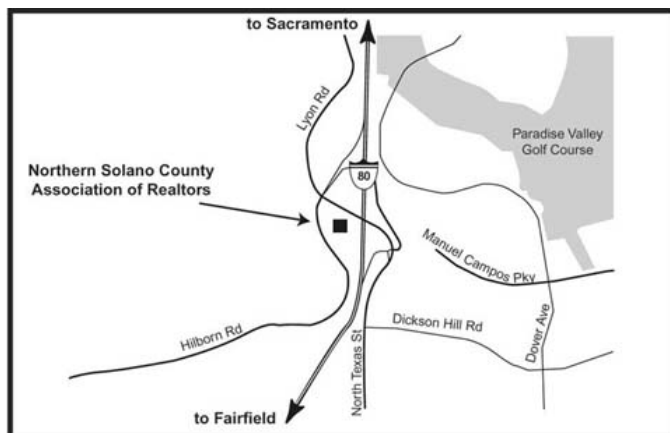 to Sacramento
Lyon Rd
Paradise Valley
Golf Course
Northern Solano County
Association of Realtors
80
Manuel Campos Pky
Hilborn Rd
Dickson Hill Rd
Dover Ave
North Texas St
to Fairfield